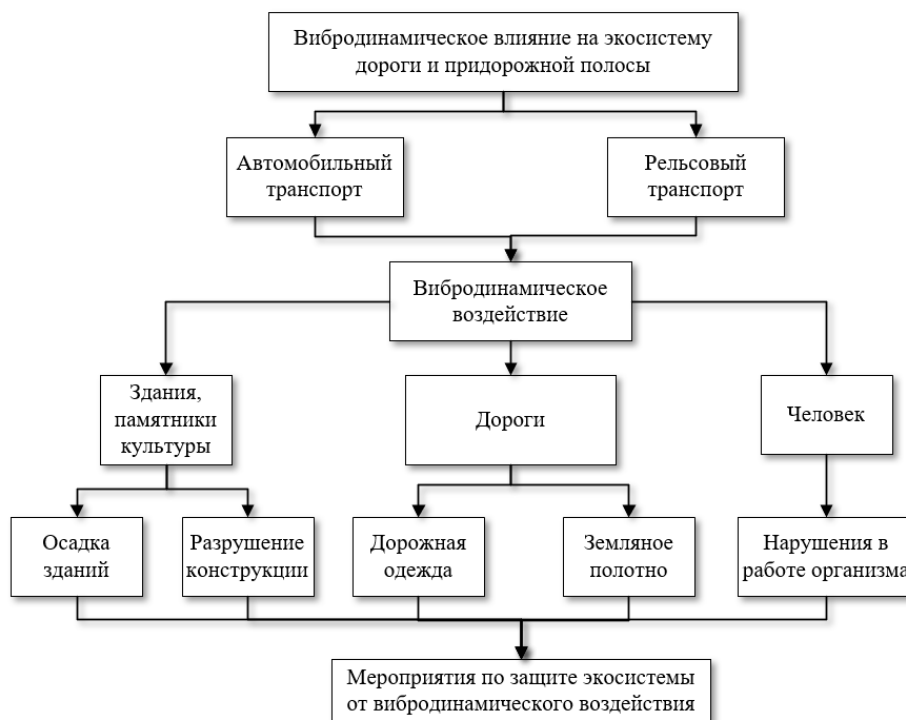 Вибродинамическое влияние на экосистему
дороги и придорожной полосы
Автомобильный
транспорт
Рельсовый
транспорт
Вибродинамическое
воздействие
Здания,
памятники
культуры
Дороги
Человек
Осадка
зданий
Разрушение
конструкции
Дорожная
одежда
Земляное
полотно
Нарушения в
работе организма
Мероприятия по защите экосистемы
от вибродинамического воздействия